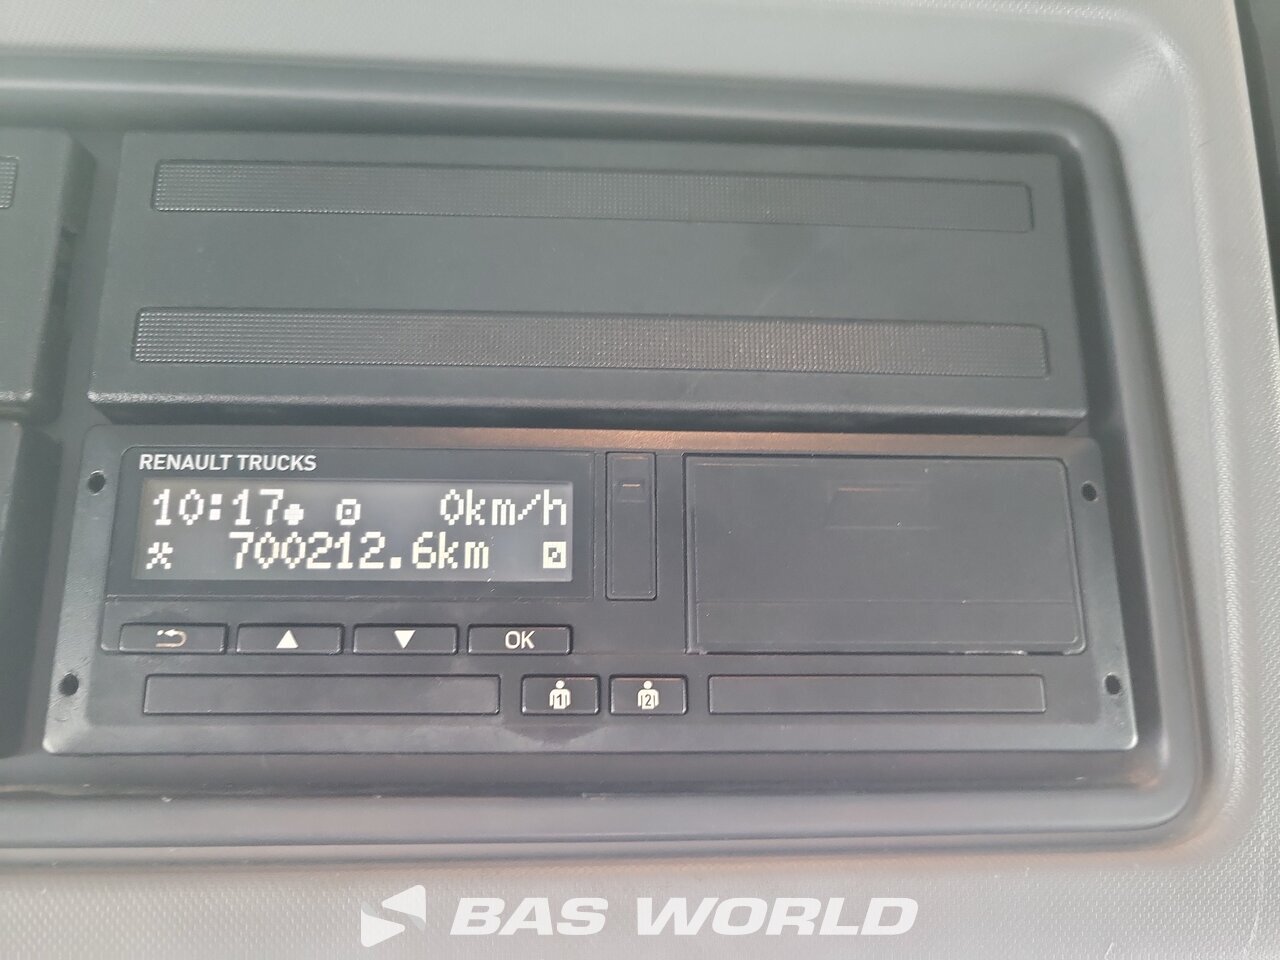 RENAULT TRUCKS
10:17 0km/h
700212.6km
OK
1 2
BAS WORLD